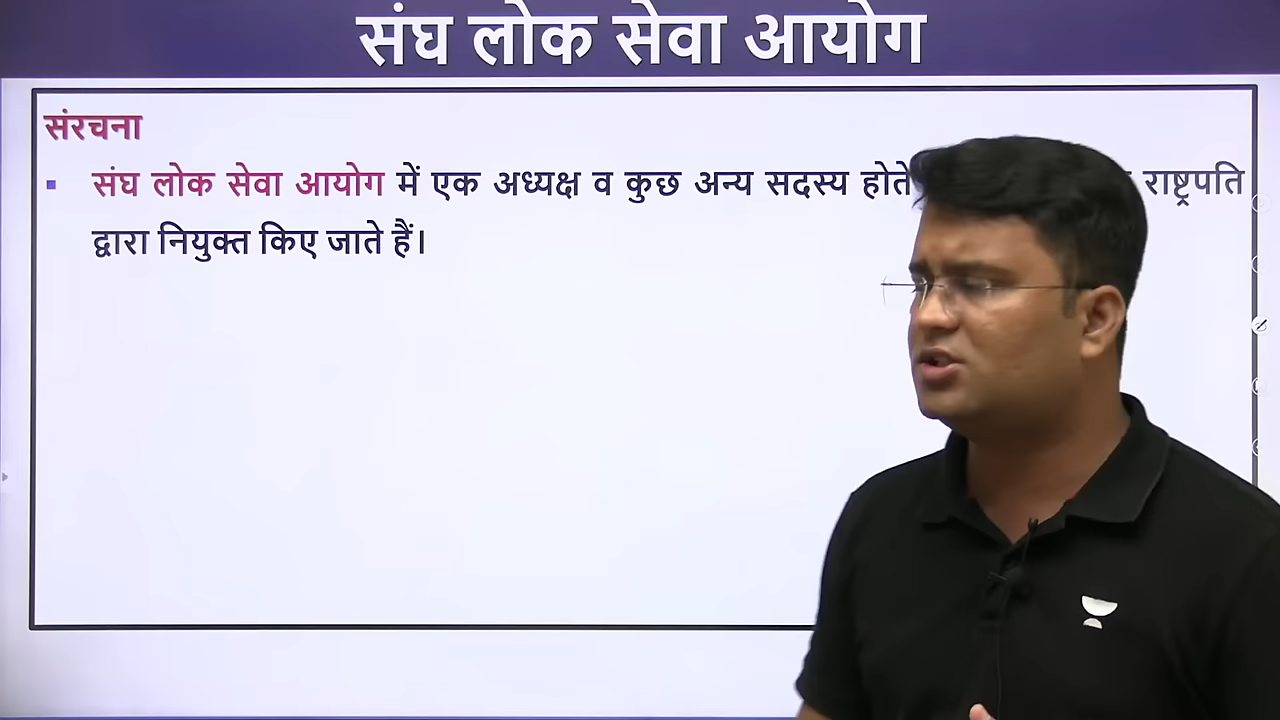 संघ लोक सेवा आयोग
संरचना
संघ लोक सेवा आयोग में एक अध्यक्ष व कुछ अन्य सदस्य होते राष्ट्रपति
द्वारा नियुक्त किए जाते हैं।